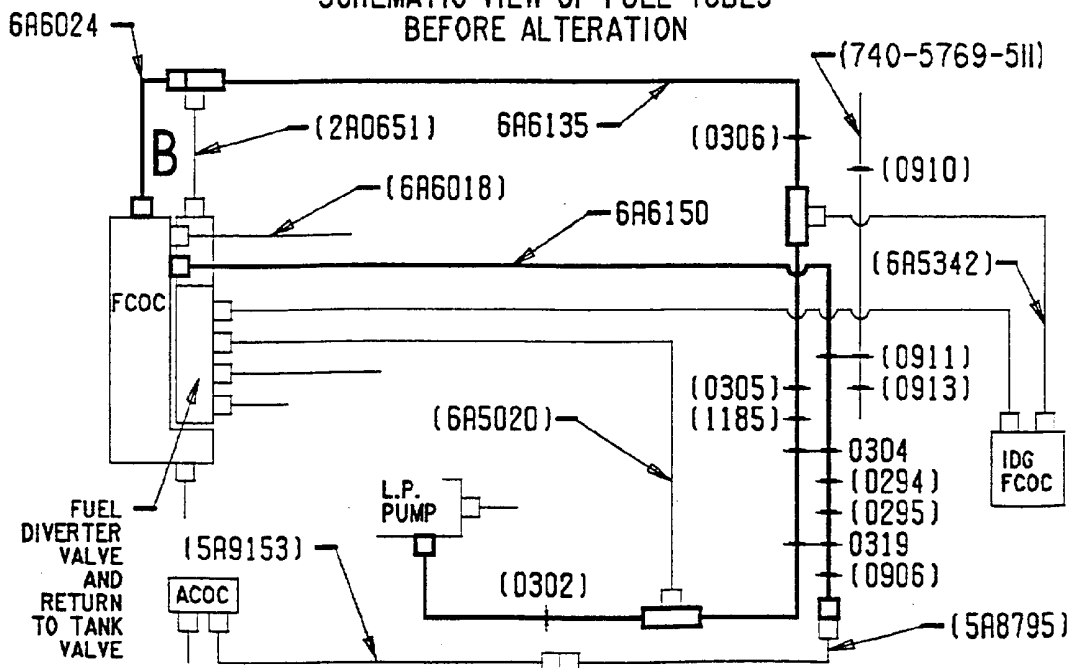 SCHEMATIC VIEW OF FUEL TUBES
BEFORE ALTERATION
6A6024
(740-5769-511)
(2A0651)
6A6135
(0306)
B
(0910)
(6A6018)
6A6150
(6A5342)
FCOC
(0911)
(0305)
(0913)
(6A5020)
(1185)
0304
IDG
FCOC
(0294)
L.P.
PUMP
(0295)
FUEL
DIVERTER
VALVE
AND
RETURN
TO TANK
VALVE
(5A9153)
0319
(0302)
(0906)
ACOC
(5A8795)